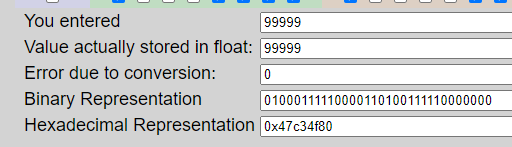 You entered 99999
Value actually stored in float: 99999
Error due to conversion: 0
Binary Representation 01000111110000110100111110000000
Hexadecimal Representation 0x47c34f80